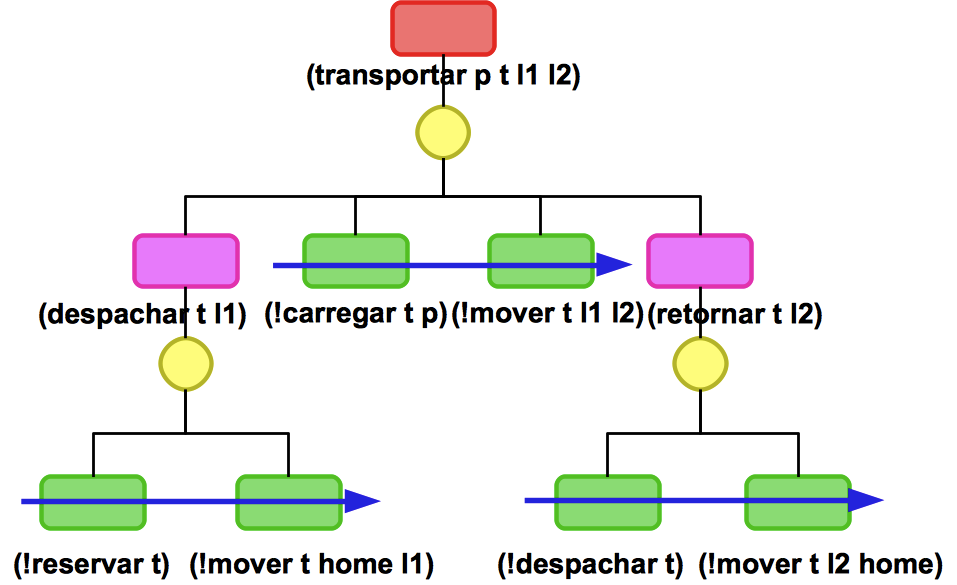 (transportar p t l1 l2)
(despachar t l1) (!carregar t p) (!mover t l1 l2) (retornar t l2)
(!reservar t) (!mover t home l1) (!despachar t) (!mover t l2 home)